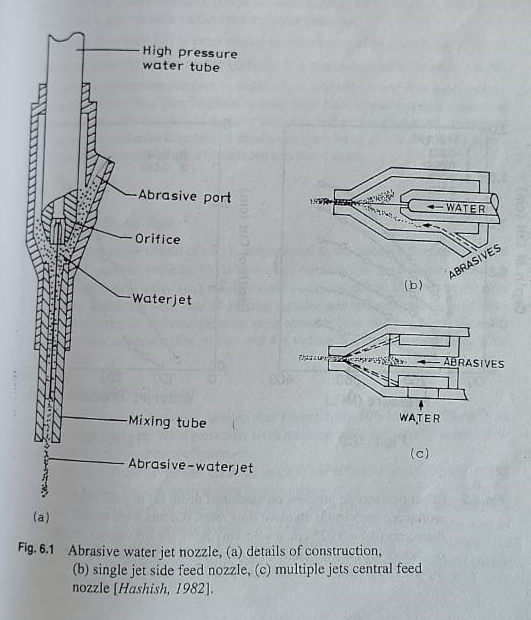 High pressure
water tube
Abrasive port
Orifice
Waterjet
Mixing tube
Abrasive-waterjet
(a)
WATER
ABRASIVES
(b)
ABRASIVES
WATER
(c)
Fig. 6.1 Abrasive water jet nozzle, (a) details of construction,
(b) single jet side feed nozzle, (c) multiple jets central feed
nozzle [Hashish, 1982].